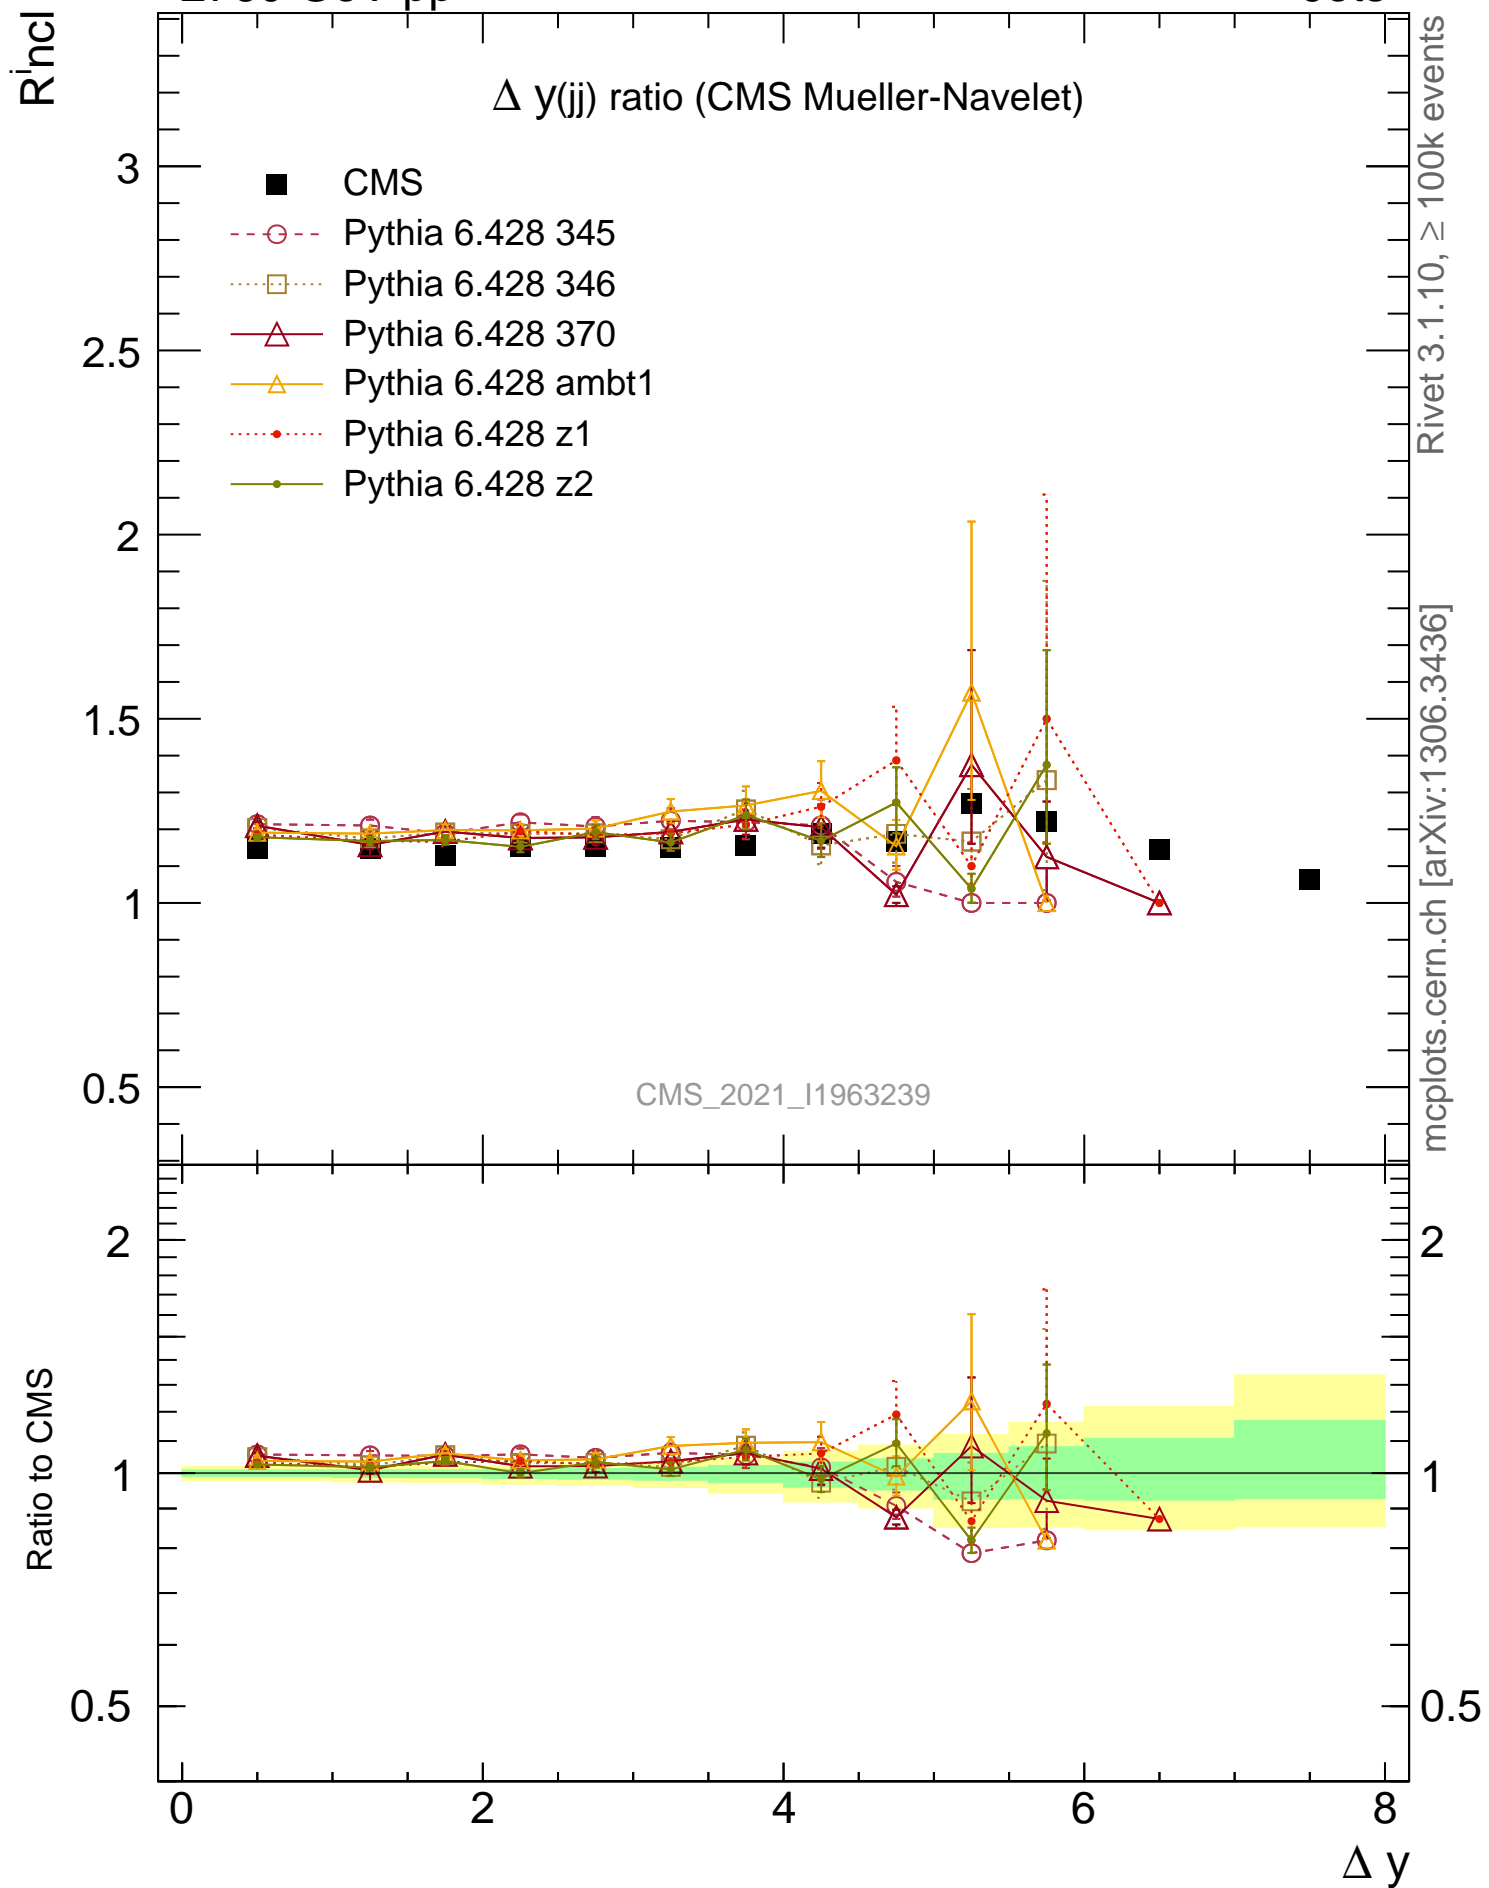 R^incl
Δ y(jj) ratio (CMS Mueller-Navelet)
CMS
Pythia 6.428 345
Pythia 6.428 346
Pythia 6.428 370
Pythia 6.428 ambt1
Pythia 6.428 z1
Pythia 6.428 z2
3
2.5
2
1.5
1
0.5
CMS_2021_I1963239
Rivet 3.1.10, ≥ 100k events
mcplots.cern.ch [arXiv:1306.3436]
Ratio to CMS
2
1
0.5
2
1
0.5
0
2
4
6
8
Δ y